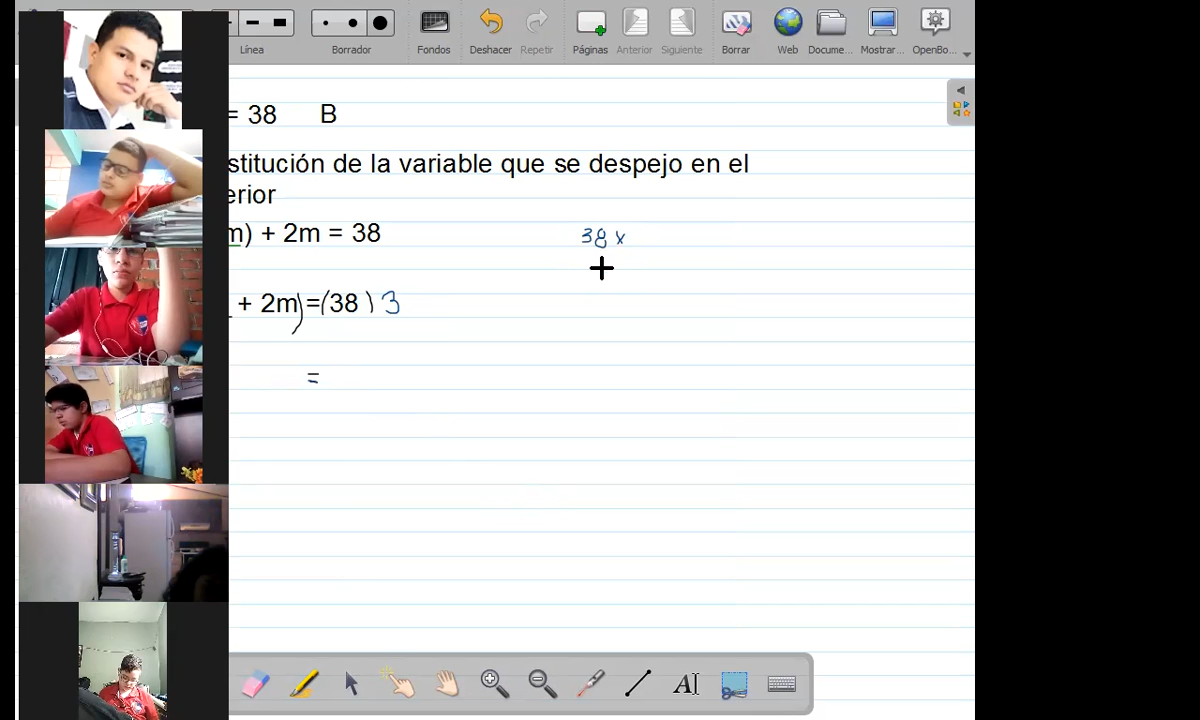 Línea Borrador Fondos Deshacer Repetir Páginas Anterior Siguiente Borrar Web Docume... Mostrar... OpenBo...
= 38 B
stitución de la variable que se despejo en el
erior
m) + 2m = 38
38 x
+ 2m) = (38) 3
=
AI